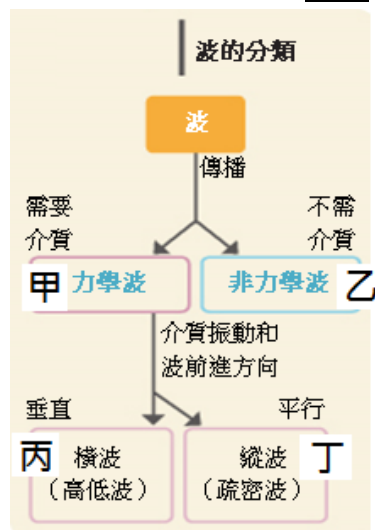 波的分類
波
傳播
需要
介質
不需
介質
甲 力學波
非力學波 乙
介質振動和
波前進方向
垂直
平行
丙 橫波
（高低波）
縱波 丁
（疏密波）